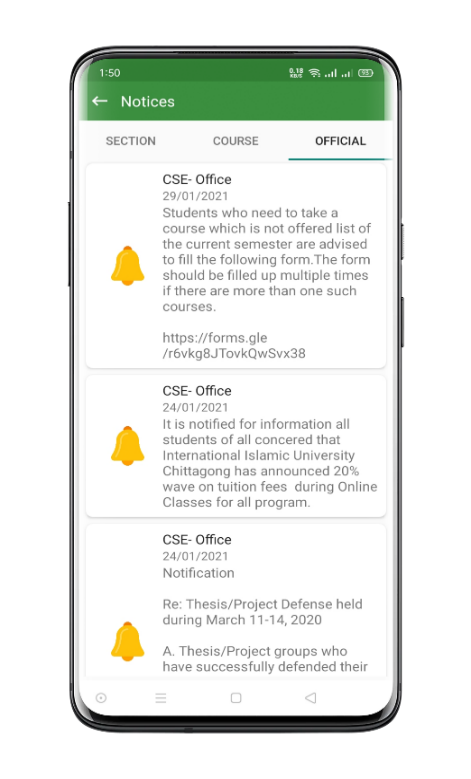 1:50
0.18
KB/S
Notices
SECTION
COURSE
OFFICIAL
CSE- Office
29/01/2021
Students who need to take a
course which is not offered list of
the current semester are advised
to fill the following form.The form
should be filled up multiple times
if there are more than one such
courses.
https://forms.gle
/r6vkg8JTovkQwSvx38
CSE- Office
24/01/2021
It is notified for information all
students of all concered that
International Islamic University
Chittagong has announced 20%
wave on tuition fees  during Online
Classes for all program.
CSE- Office
24/01/2021
Notification
Re: Thesis/Project Defense held
during March 11-14, 2020
A. Thesis/Project groups who
have successfully defended their